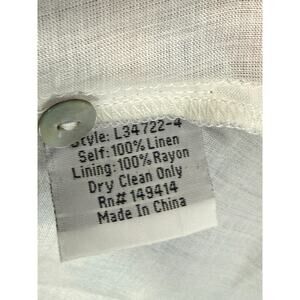 Style: L34722-4
Self: 100% Linen
Lining: 100% Rayon
Dry Clean Only
Rn# 149414
Made In China